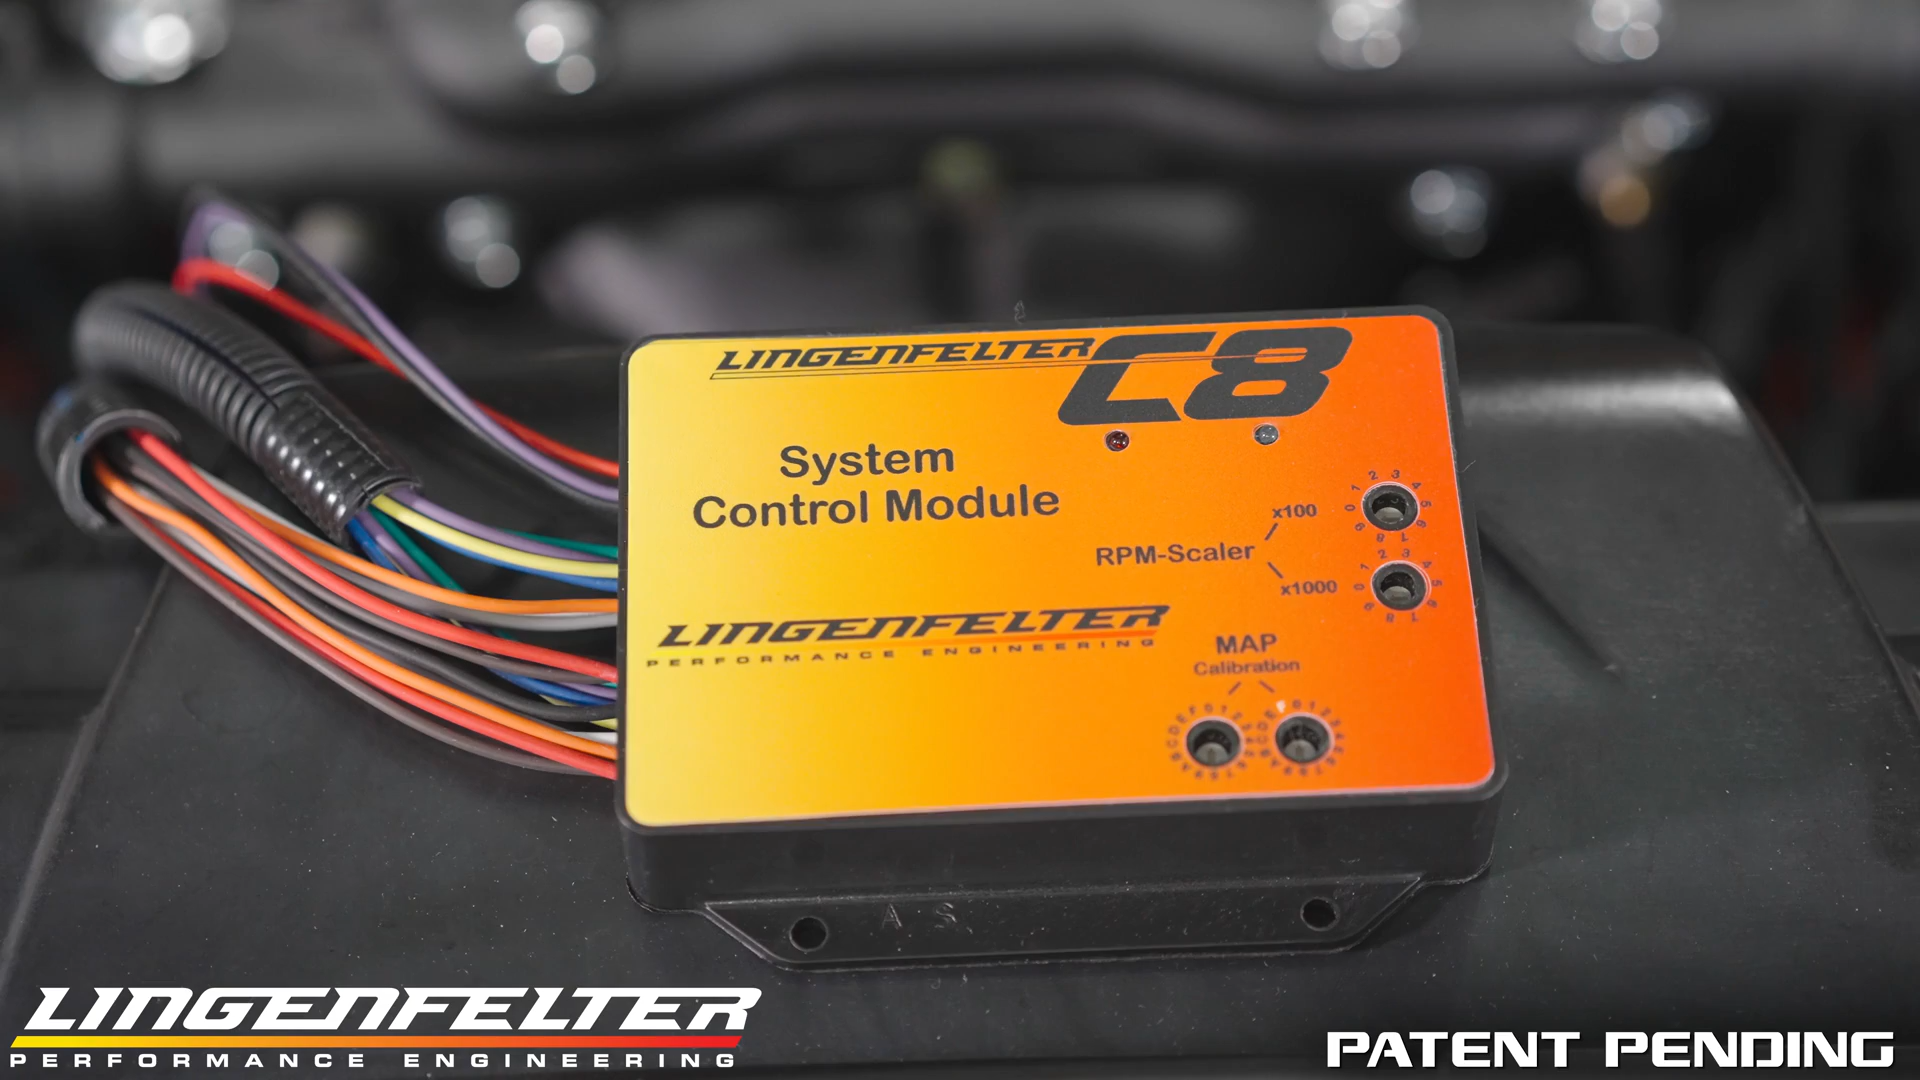 LINGENFELTER C8
System
Control Module
x100
RPM-Scaler
x1000
LINGENFELTER
PERFORMANCE ENGINEERING
MAP
Calibration
A S
LINGENFELTER
PERFORMANCE ENGINEERING
PATENT PENDING